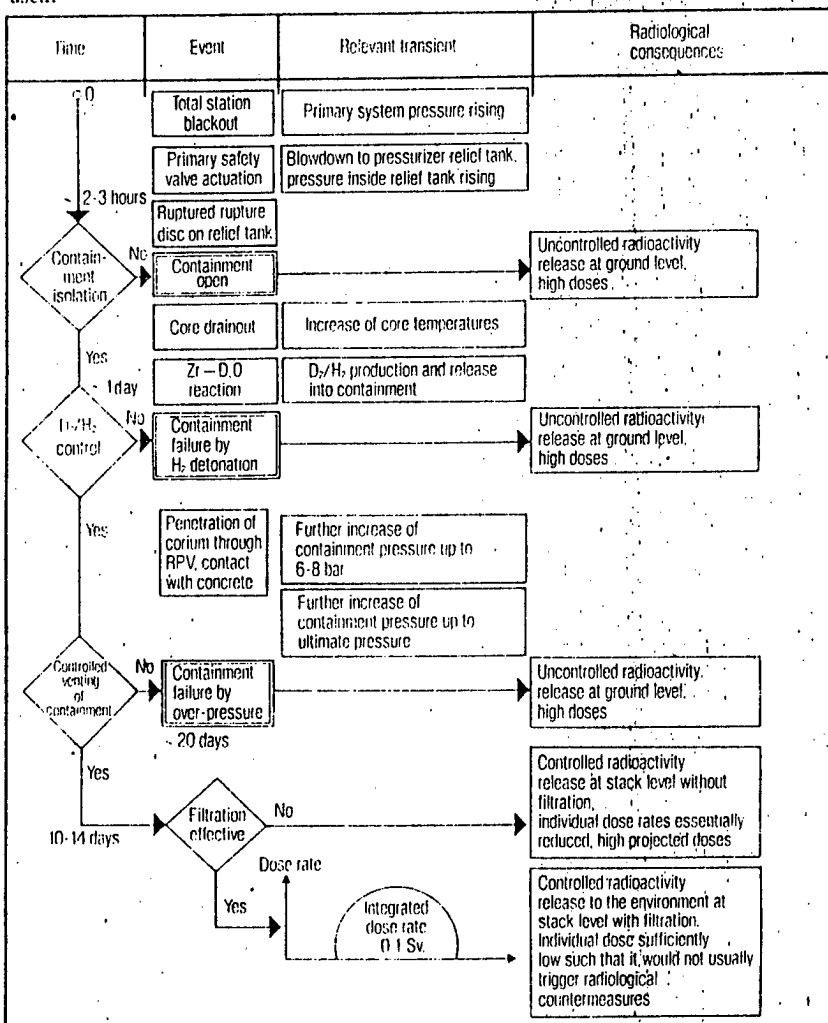 Time Event Relevant transient Radiological
consequences
0
Total station
blackout
Primary system pressure rising
Primary safety
valve actuation
Blowdown to pressurizer relief tank,
pressure inside relief tank rising
2-3 hours
Ruptured rupture
disc on relief tank
Contain-
ment
isolation
No
Containment
open
Uncontrolled radioactivity
release at ground level,
high doses
Core drainout
Increase of core temperatures
Yes
Zr – D₂O
reaction
D₂/H₂ production and release
into containment
~ 1 day
D₂/H₂
control
No
Containment
failure by
H₂ detonation
Uncontrolled radioactivity
release at ground level,
high doses
Yes
Penetration of
corium through
RPV, contact
with concrete
Further increase of
containment pressure up to
6-8 bar
Further increase of
containment pressure up to
ultimate pressure
Controlled
venting
of
containment
No
Containment
failure by
over-pressure
Uncontrolled radioactivity
release at ground level,
high doses
~ 20 days
Yes
10-14 days
Filtration
effective
No
Controlled radioactivity
release at stack level without
filtration,
individual dose rates essentially
reduced, high projected doses
Yes
Dose rate
Integrated
dose rate
0.1 Sv.
Controlled radioactivity
release to the environment at
stack level with filtration.
Individual dose sufficiently
low such that it would not usually
trigger radiological
countermeasures